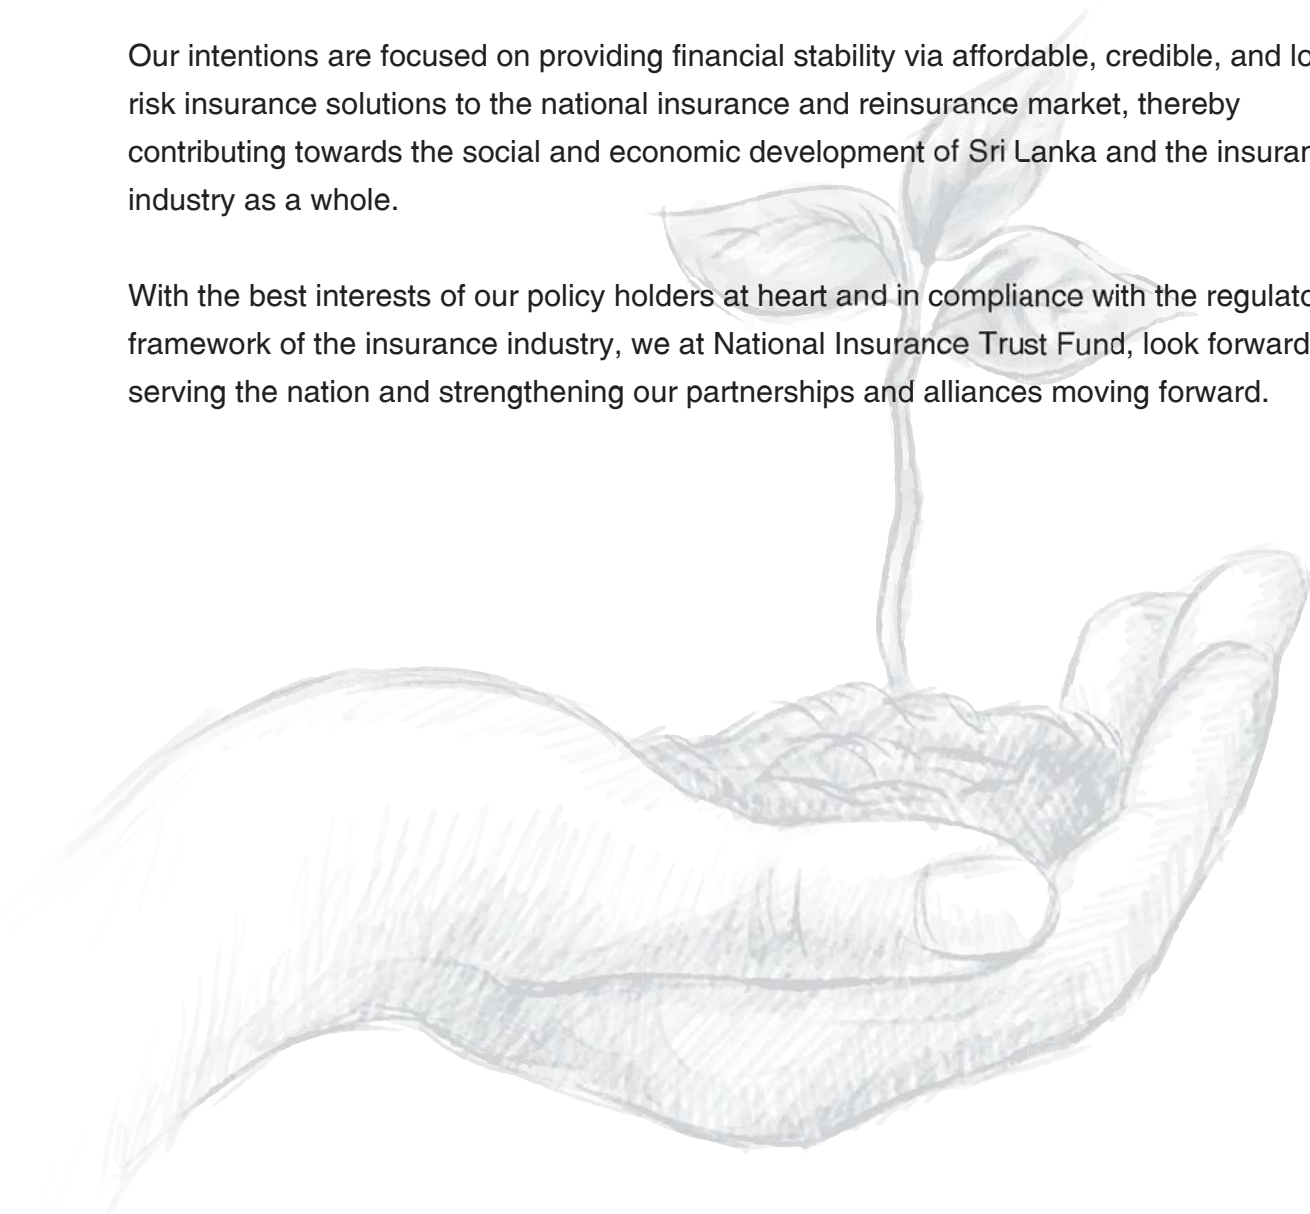 Our intentions are focused on providing financial stability via affordable, credible, and lo
risk insurance solutions to the national insurance and reinsurance market, thereby
contributing towards the social and economic development of Sri Lanka and the insuran
industry as a whole.
With the best interests of our policy holders at heart and in compliance with the regulato
framework of the insurance industry, we at National Insurance Trust Fund, look forward
serving the nation and strengthening our partnerships and alliances moving forward.